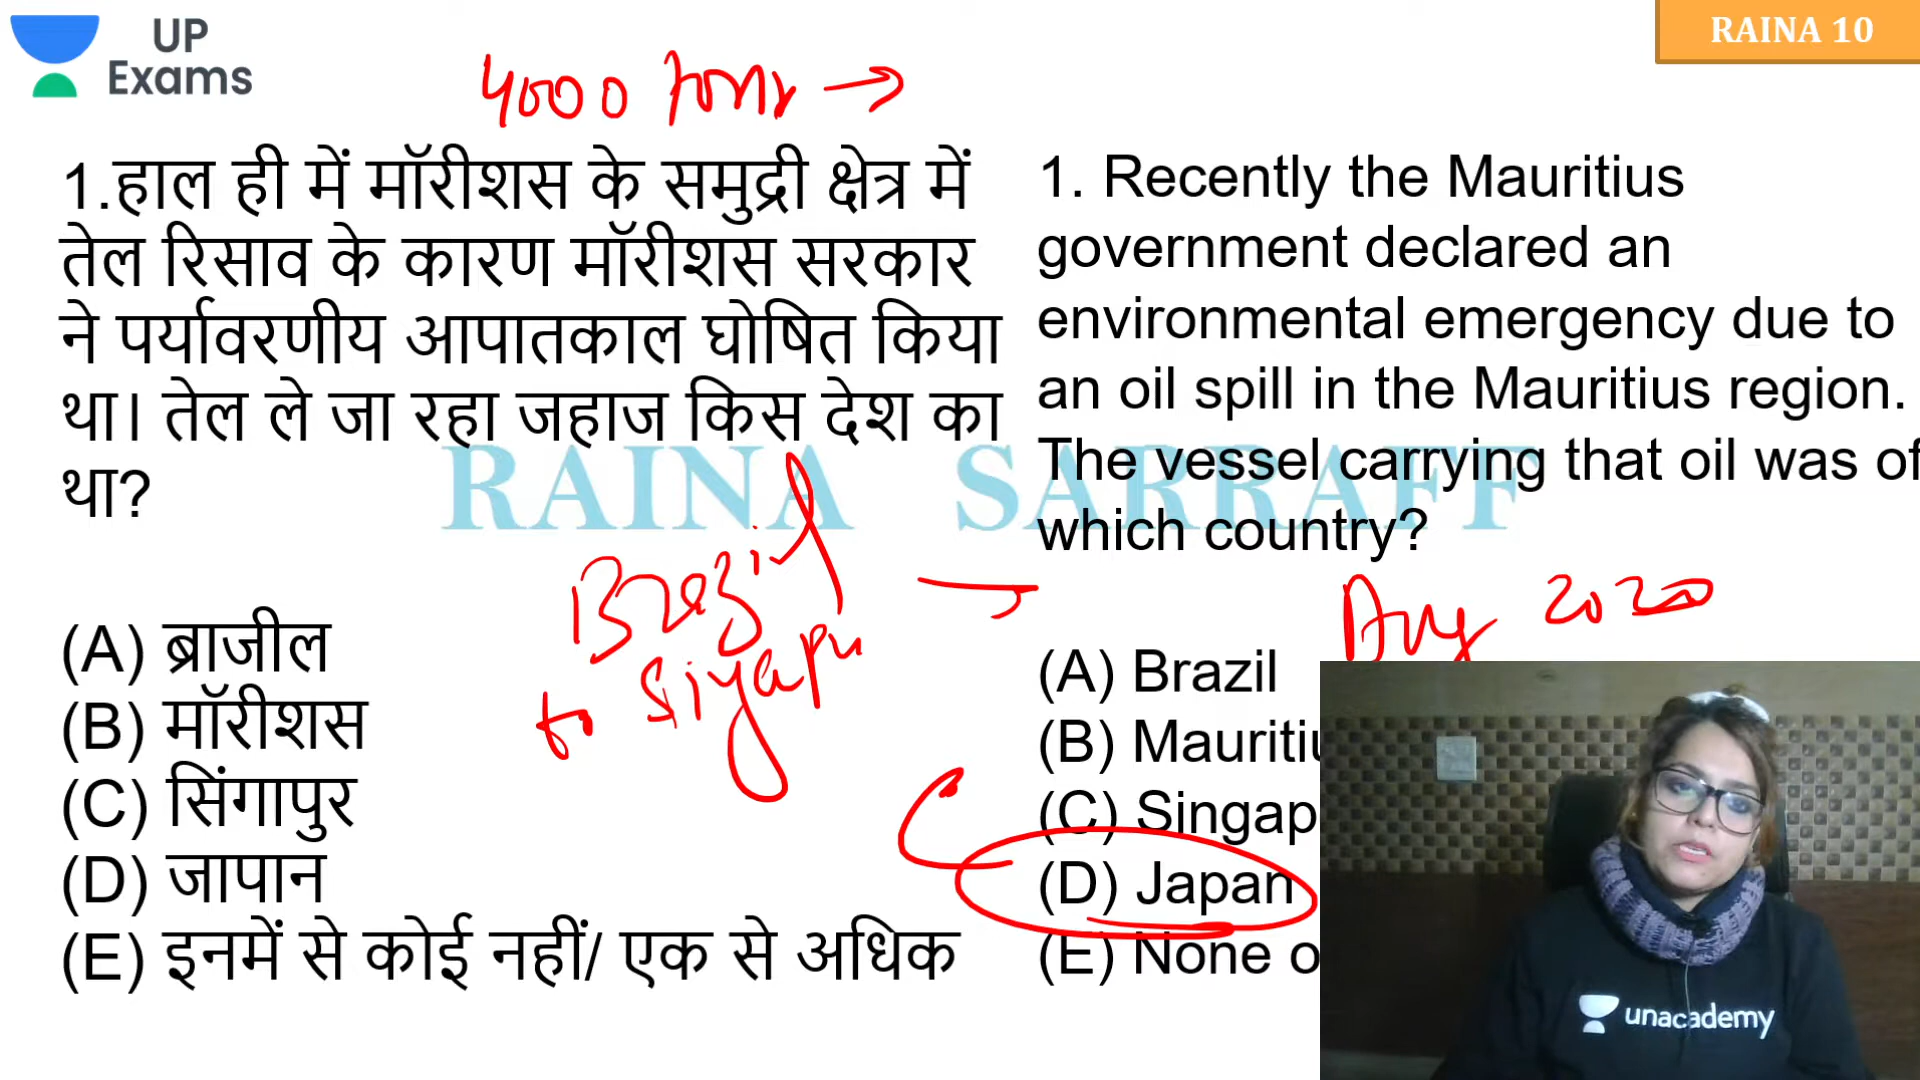 UP
Exams
RAINA 10
4000 tonnr →
1.हाल ही में मॉरीशस के समुद्री क्षेत्र में
तेल रिसाव के कारण मॉरीशस सरकार
ने पर्यावरणीय आपातकाल घोषित किया
था। तेल ले जा रहा जहाज किस देश का
था?
RAINA SARRAFF
Brazil
to
(A) ब्राजील
(B) मॉरीशस
(C) सिंगापुर
(D) जापान
(E) इनमें से कोई नहीं/ एक से अधिक
1. Recently the Mauritius
government declared an
environmental emergency due to
an oil spill in the Mauritius region.
The vessel carrying that oil was of
which country?
Aug 2020
(A) Brazil
(B) Mauriti
(C) Singap
(D) Japan
(E) None o
unacademy